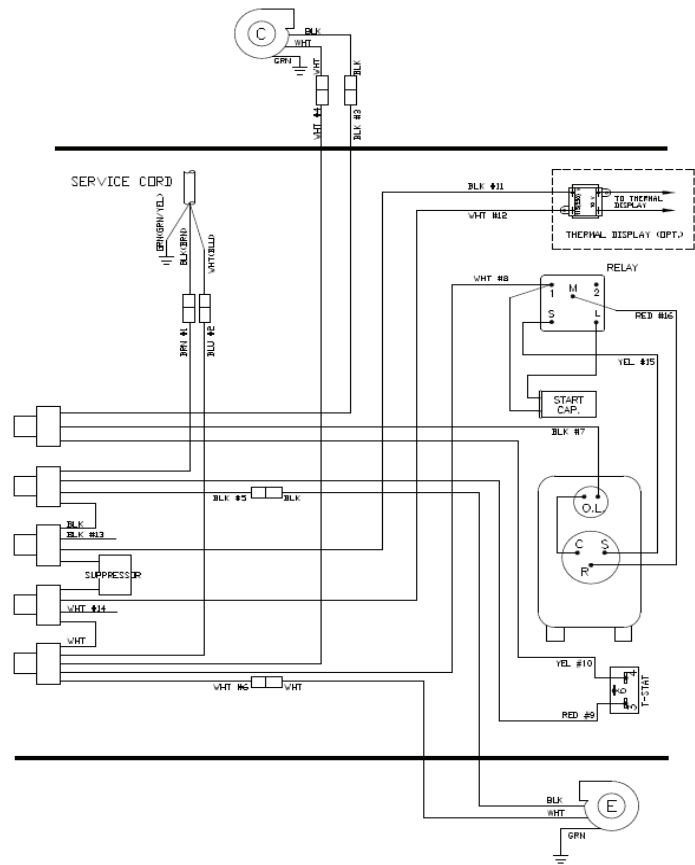 C
BLK
WHT
GRN
WHT
BLK
WHT #4
BLK #3
SERVICE CORD
GRN(GRN/YEL)
BLK(BRN)
WHT(BLU)
BRN #1
BLU #2
BLK #11
WHT #12
TO THERMAL
DISPLAY
THERMAL DISPLAY (OPT.)
WHT #8
RELAY
1
M
2
S
L
RED #16
YEL #15
START
CAP.
BLK #7
O.L.
C
S
R
BLK #5
BLK
BLK
BLK #13
SUPPRESSOR
WHT #14
WHT
WHT #6
WHT
YEL #10
RED #9
4
6
3
T-STAT
BLK
WHT
GRN
E